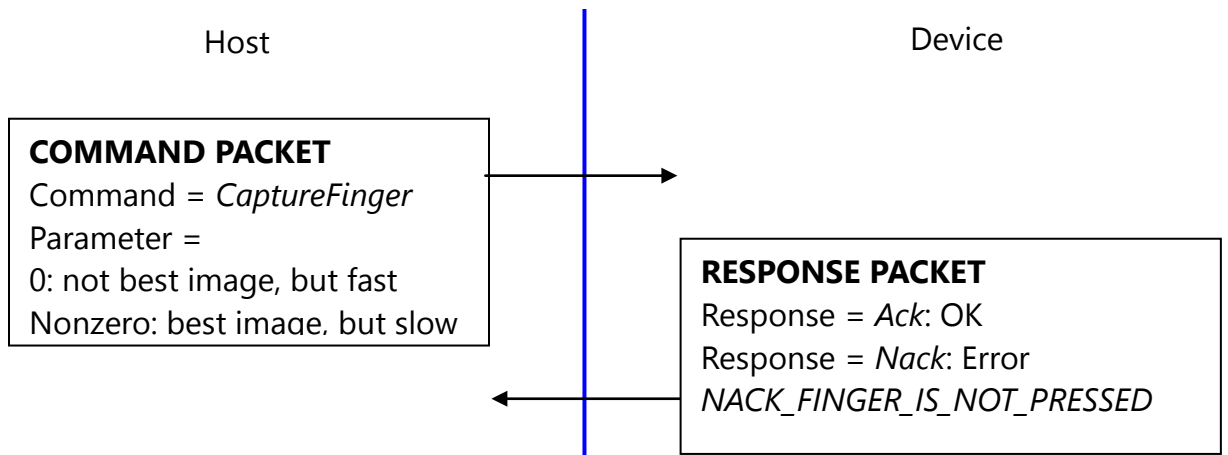 Host
Device
COMMAND PACKET
Command = CaptureFinger
Parameter =
0: not best image, but fast
Nonzero: best image, but slow
RESPONSE PACKET
Response = Ack: OK
Response = Nack: Error
NACK_FINGER_IS_NOT_PRESSED